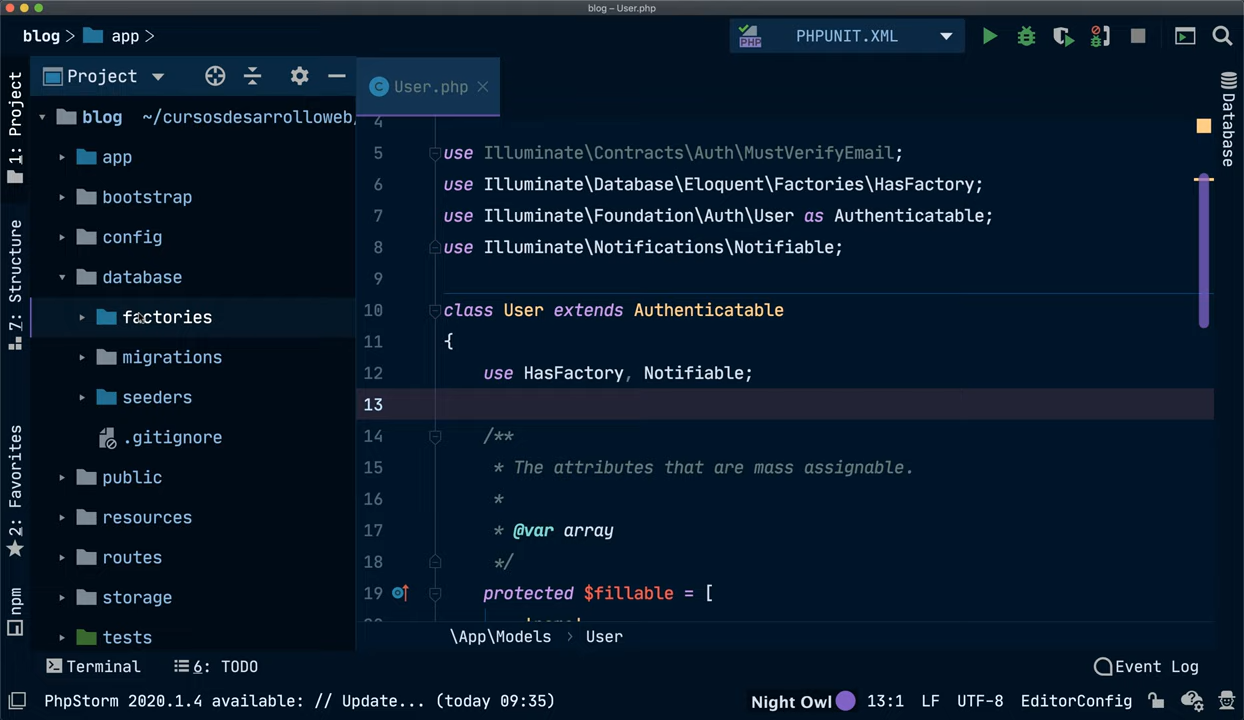 blog – User.php
blog > app >
PHPUNIT.XML
PHP
1: Project
7: Structure
2: Favorites
npm
Project
blog ~/cursosdesarrolloweb/
app
bootstrap
config
database
factories
migrations
seeders
.gitignore
public
resources
routes
storage
tests
C User.php
4
5 use Illuminate\Contracts\Auth\MustVerifyEmail;
6 use Illuminate\Database\Eloquent\Factories\HasFactory;
7 use Illuminate\Foundation\Auth\User as Authenticatable;
8 use Illuminate\Notifications\Notifiable;
9
10 class User extends Authenticatable
11 {
12 use HasFactory, Notifiable;
13
14 /**
15 * The attributes that are mass assignable.
16 *
17 * @var array
18 */
19 protected $fillable = [
\App\Models > User
Database
Terminal
6: TODO
Event Log
PhpStorm 2020.1.4 available: // Update... (today 09:35)
Night Owl
13:1 LF UTF-8 EditorConfig